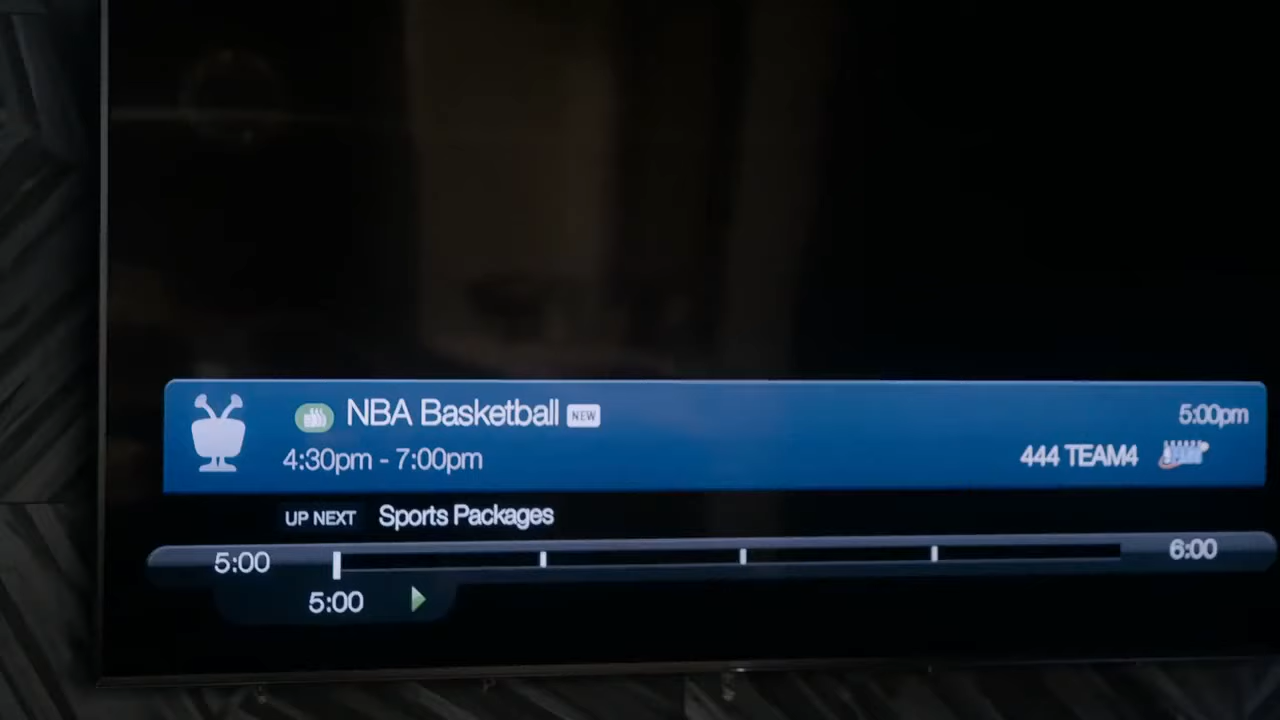 NBA Basketball NEW
5:00pm
4:30pm - 7:00pm
444 TEAM4
UP NEXT Sports Packages
5:00
6:00
5:00